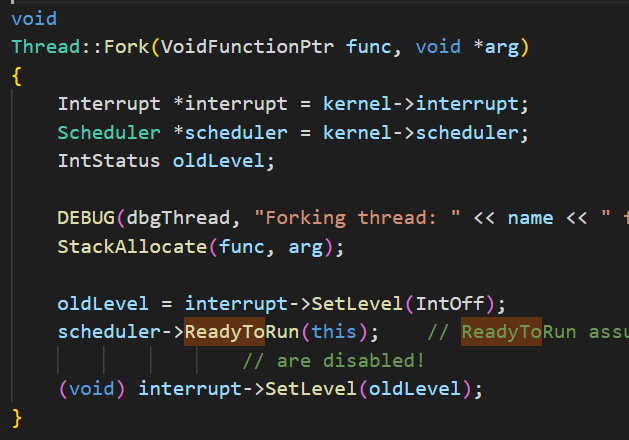 void
Thread::Fork(VoidFunctionPtr func, void *arg)
{
Interrupt *interrupt = kernel->interrupt;
Scheduler *scheduler = kernel->scheduler;
IntStatus oldLevel;
DEBUG(dbgThread, "Forking thread: " << name << " f
StackAllocate(func, arg);
oldLevel = interrupt->SetLevel(IntOff);
scheduler->ReadyToRun(this); // ReadyToRun assu
// are disabled!
(void) interrupt->SetLevel(oldLevel);
}